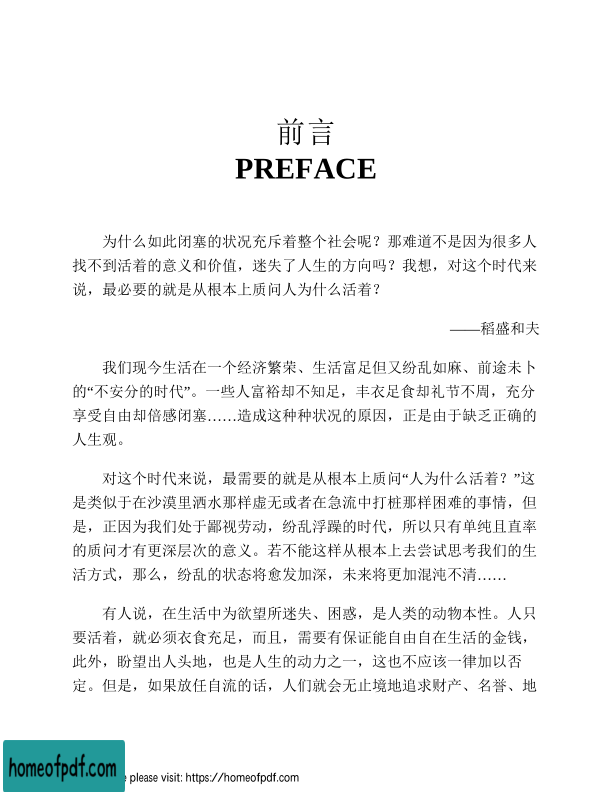 前言
PREFACE
为什么如此闭塞的状况充斥着整个社会呢？那难道不是因为很多人
找不到活着的意义和价值，迷失了人生的方向吗？我想，对这个时代来
说，最必要的就是从根本上质问人为什么活着？
——稻盛和夫
我们现今生活在一个经济繁荣、生活富足但又纷乱如麻、前途未卜
的“不安分的时代”。一些人富裕却不知足，丰衣足食却礼节不周，充分
享受自由却倍感闭塞……造成这种种状况的原因，正是由于缺乏正确的
人生观。
对这个时代来说，最需要的就是从根本上质问“人为什么活着？”这
是类似于在沙漠里洒水那样虚无或者在急流中打桩那样困难的事情，但
是，正因为我们处于鄙视劳动，纷乱浮躁的时代，所以只有单纯且直率
的质问才有更深层次的意义。若不能这样从根本上去尝试思考我们的生
活方式，那么，纷乱的状态将愈发加深，未来将更加混沌不清……
有人说，在生活中为欲望所迷失、困惑，是人类的动物本性。人只
要活着，就必须衣食充足，而且，需要有保证能自由自在生活的金钱，
此外，盼望出人头地，也是人生的动力之一，这也不应该一律加以否
定。但是，如果放任自流的话，人们就会无止境地追求财产、名誉、地
homeofpdf.com
please visit: https://homeofpdf.com